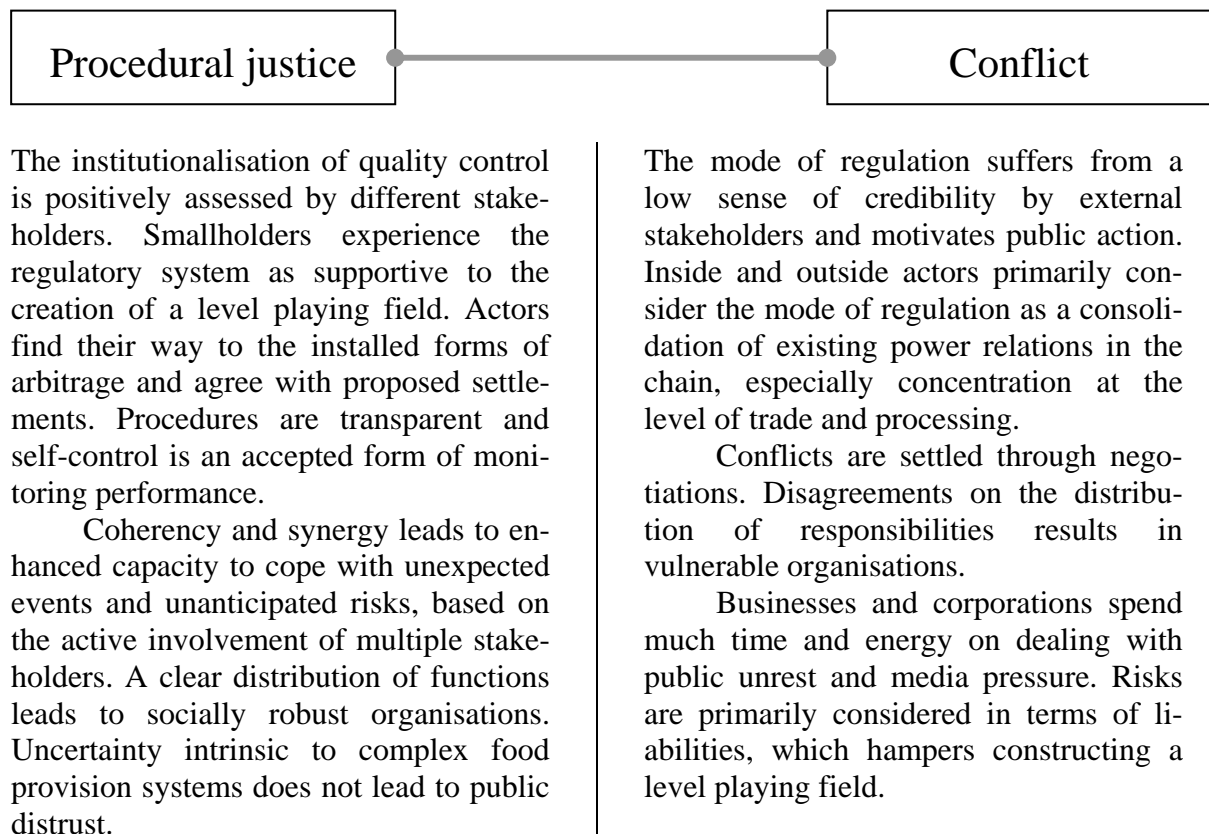 Procedural justice
Conflict
The institutionalisation of quality control
is positively assessed by different stake-
holders. Smallholders experience the
regulatory system as supportive to the
creation of a level playing field. Actors
find their way to the installed forms of
arbitrage and agree with proposed settle-
ments. Procedures are transparent and
self-control is an accepted form of moni-
toring performance.
Coherency and synergy leads to en-
hanced capacity to cope with unexpected
events and unanticipated risks, based on
the active involvement of multiple stake-
holders. A clear distribution of functions
leads to socially robust organisations.
Uncertainty intrinsic to complex food
provision systems does not lead to public
distrust.
The mode of regulation suffers from a
low sense of credibility by external
stakeholders and motivates public action.
Inside and outside actors primarily con-
sider the mode of regulation as a consoli-
dation of existing power relations in the
chain, especially concentration at the
level of trade and processing.
Conflicts are settled through nego-
tiations. Disagreements on the distribu-
tion of responsibilities results in
vulnerable organisations.
Businesses and corporations spend
much time and energy on dealing with
public unrest and media pressure. Risks
are primarily considered in terms of li-
abilities, which hampers constructing a
level playing field.